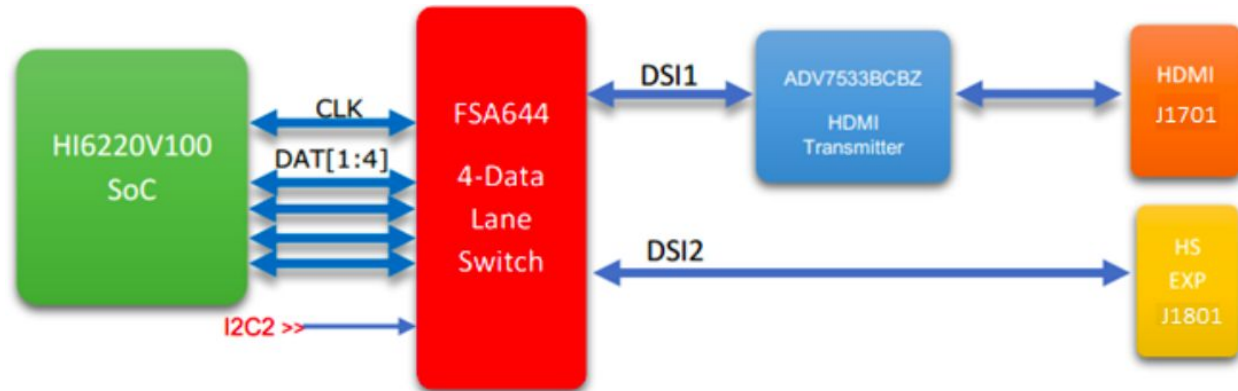 HI6220V100
SoC
CLK
DAT[1:4]
I2C2 >>
FSA644
4-Data
Lane
Switch
DSI1
DSI2
ADV7533BCBZ
HDMI
Transmitter
HDMI
J1701
HS
EXP
J1801